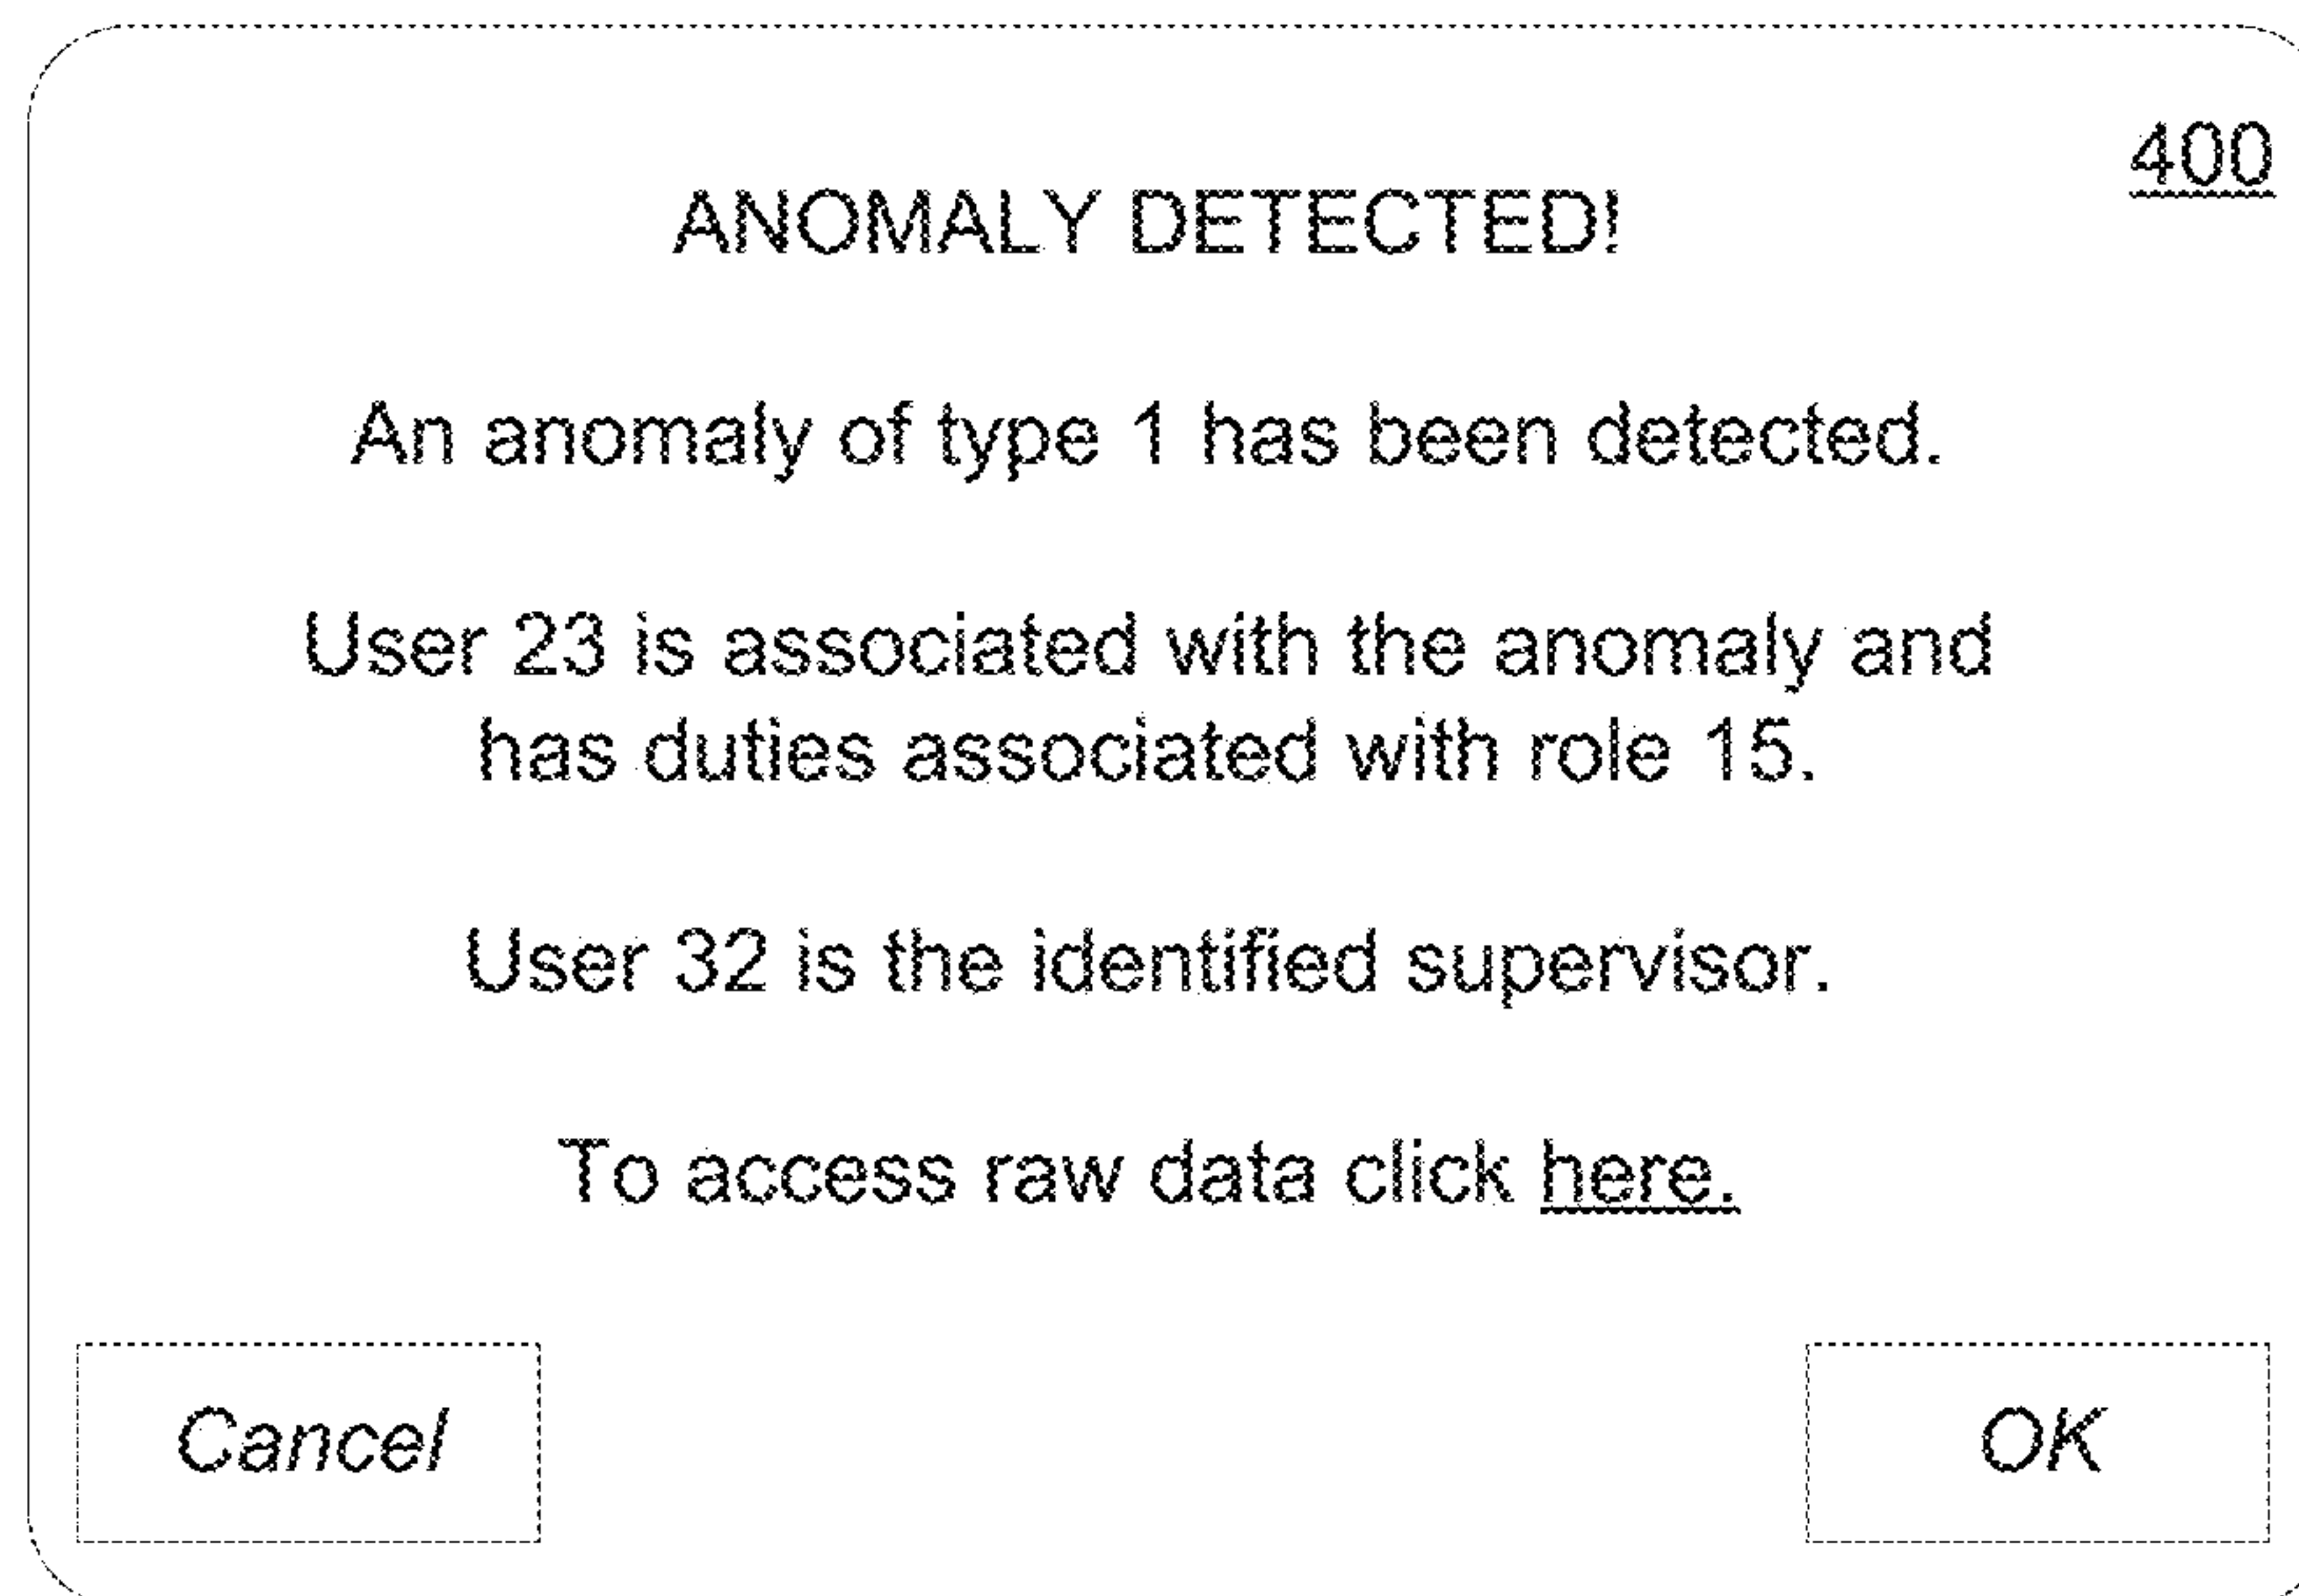 400
ANOMALY DETECTED!
An anomaly of type 1 has been detected.
User 23 is associated with the anomaly and
has duties associated with role 15.
User 32 is the identified supervisor.
To access raw data click here.
Cancel
OK